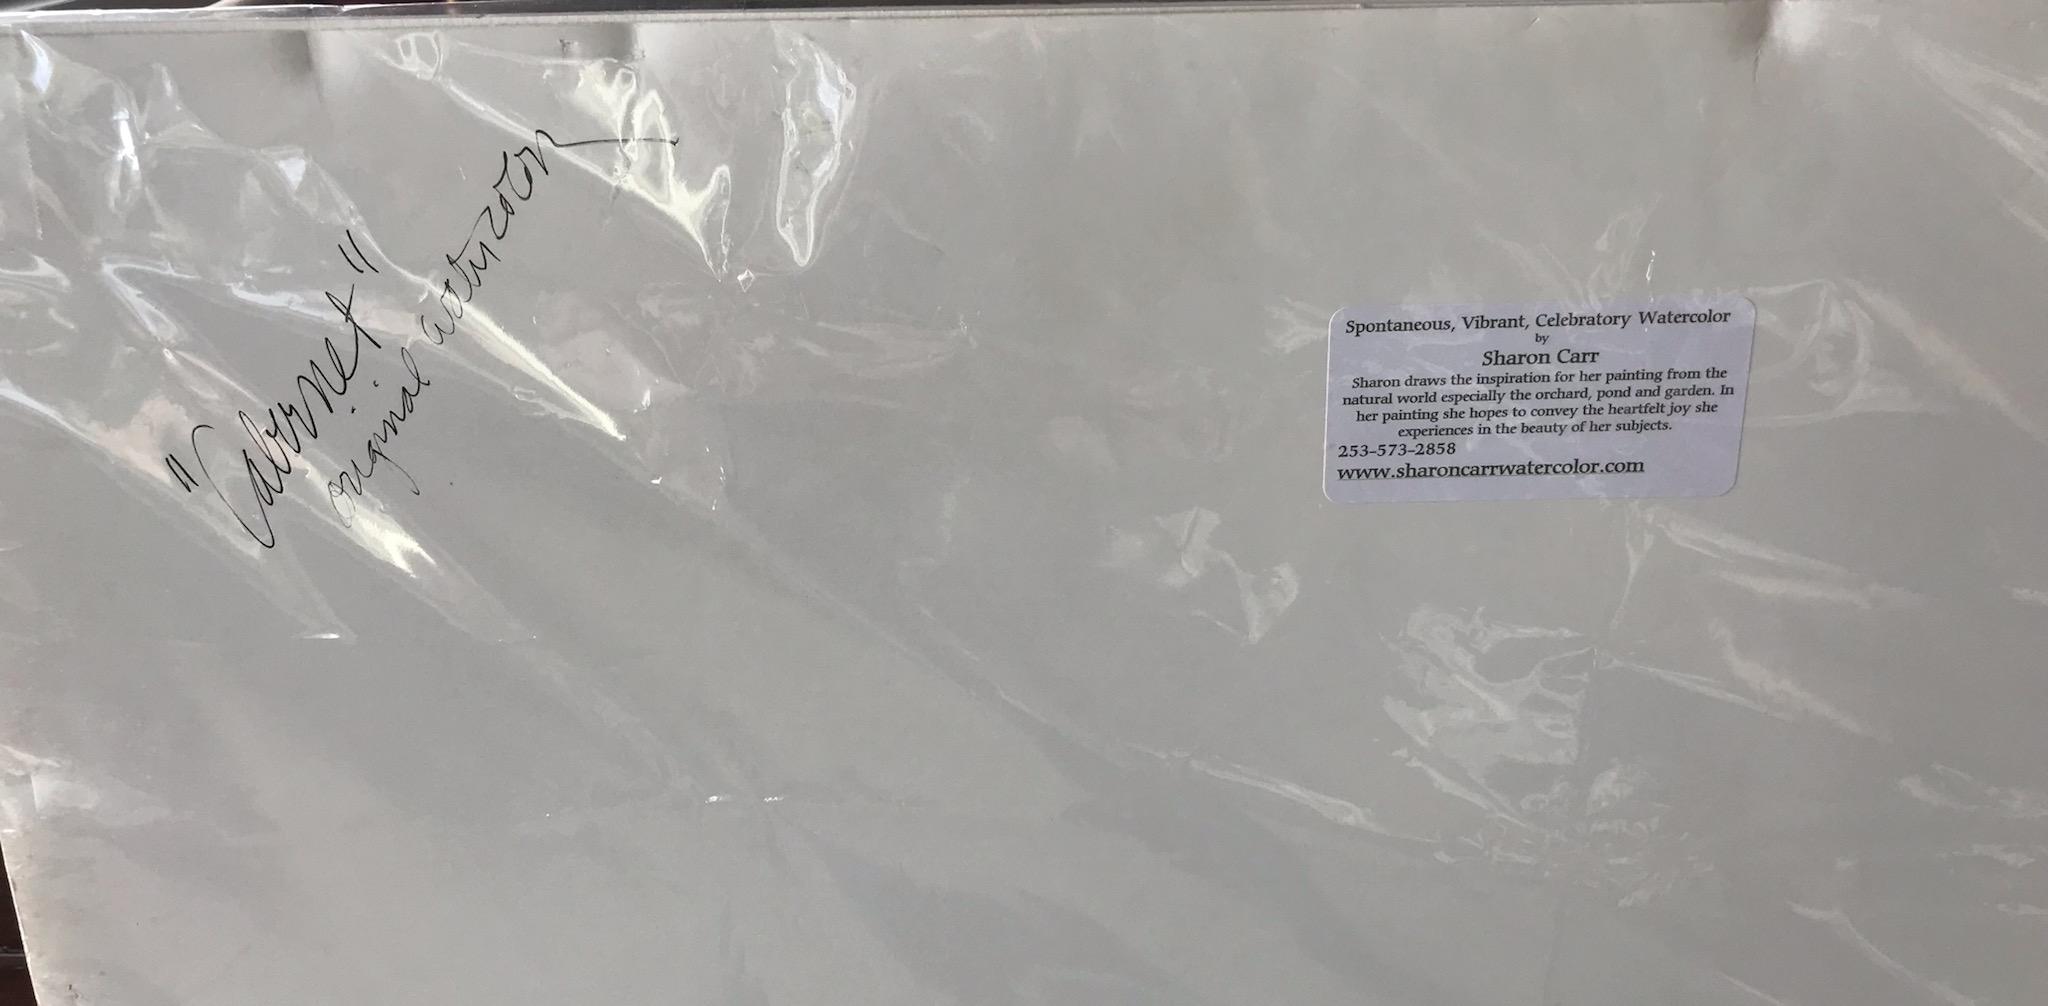 "Cabernet"
original watercolor
Spontaneous, Vibrant, Celebratory Watercolor
by
Sharon Carr
Sharon draws the inspiration for her painting from the
natural world especially the orchard, pond and garden. In
her painting she hopes to convey the heartfelt joy she
experiences in the beauty of her subjects.
253-573-2858
www.sharoncarrwatercolor.com